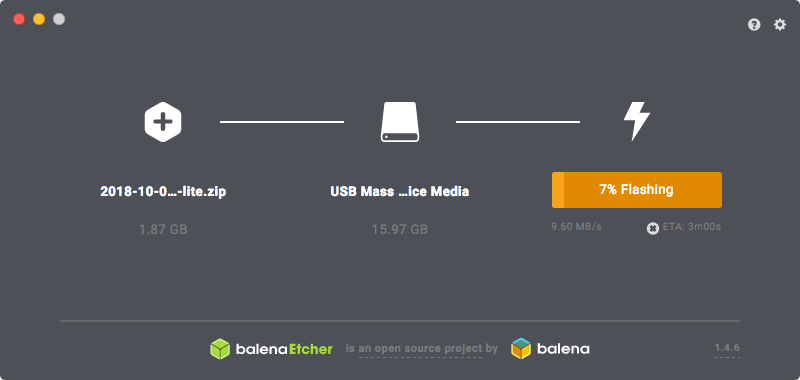 2018-10-0...-lite.zip
USB Mass ...ice Media
7% Flashing
1.87 GB
15.97 GB
9.60 MB/s
ETA: 3m00s
balenaEtcher is an open source project by balena
1.4.6